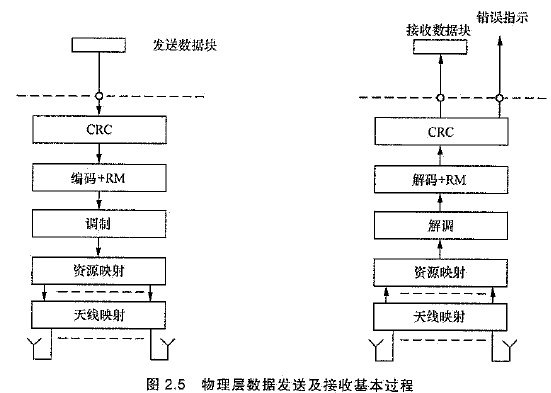 发送数据块
CRC
编码+RM
调制
资源映射
天线映射
错误指示
接收数据块
CRC
解码+RM
解调
资源映射
天线映射
图 2.5 物理层数据发送及接收基本过程